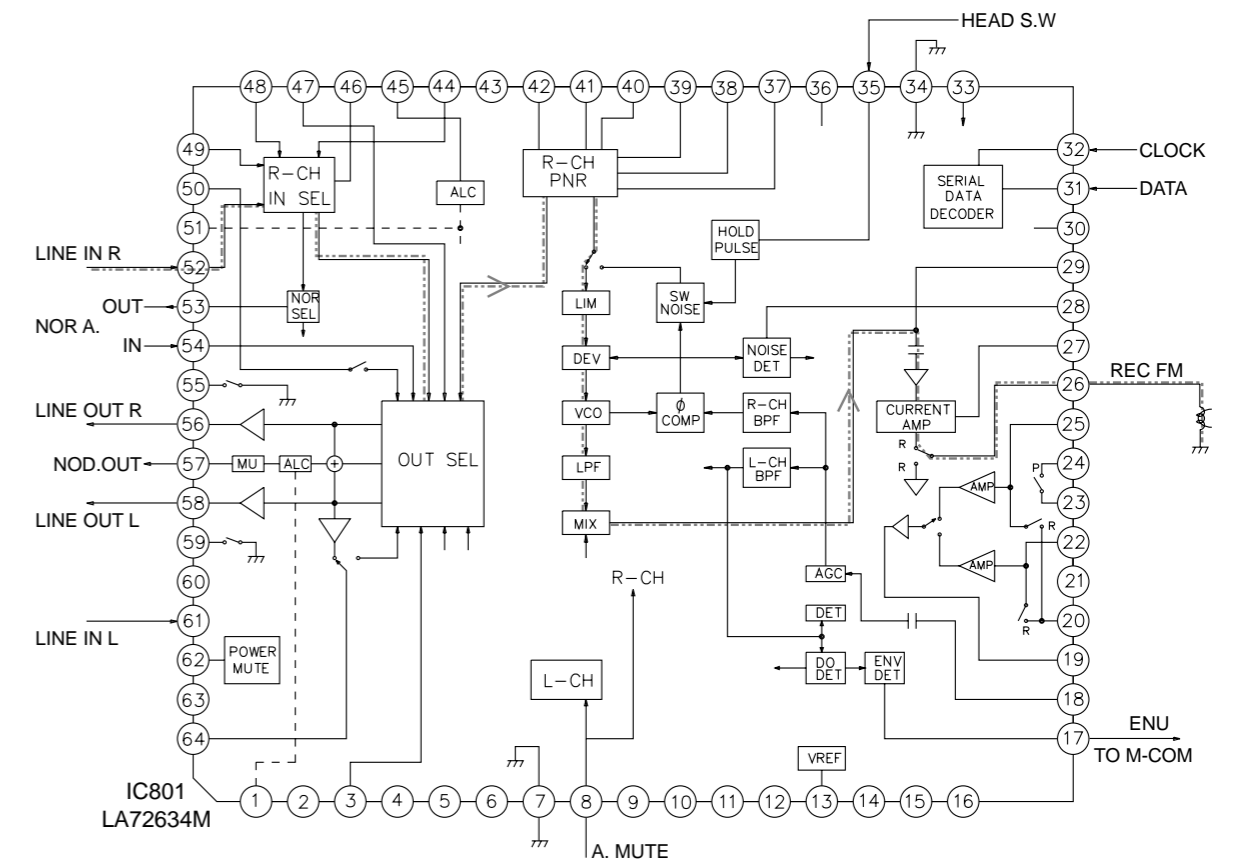 HEAD S.W
48 47 46 45 44 43 42 41 40 39 38 37 36 35 34 33
49
50
51
LINE IN R
52
OUT
53
NOR A.
IN
54
55
LINE OUT R
56
NOD.OUT
57
58
LINE OUT L
59
60
61
LINE IN L
62
63
64
R-CH
IN SEL
ALC
NOR
SEL
MU
ALC
+
OUT SEL
POWER
MUTE
R-CH
PNR
HOLD
PULSE
LIM
SW
NOISE
DEV
NOISE
DET
VCO
Φ
COMP
R-CH
BPF
LPF
L-CH
BPF
MIX
R-CH
AGC
DET
DO
DET
ENV
DET
L-CH
VREF
SERIAL
DATA
DECODER
CURRENT
AMP
R
R
AMP
AMP
P
R
R
32
CLOCK
31
DATA
30
29
28
27
26
REC FM
25
24
23
22
21
20
19
18
17
ENU
TO M-COM
IC801
LA72634M
1 2 3 4 5 6 7 8 9 10 11 12 13 14 15 16
A. MUTE